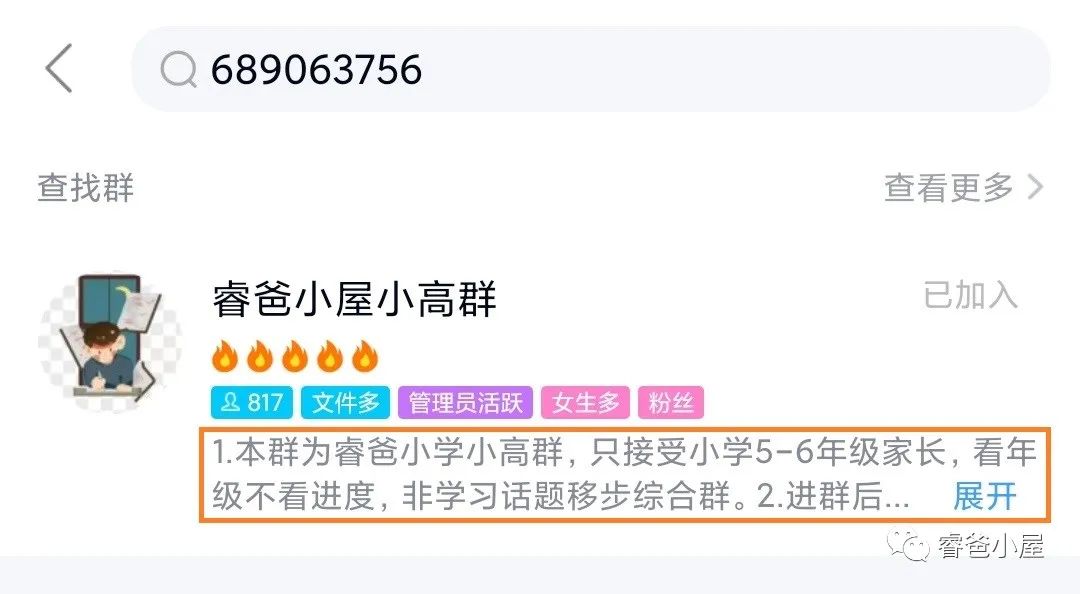 689063756
查找群
查看更多
睿爸小屋小高群
已加入
817 文件多 管理员活跃 女生多 粉丝
1.本群为睿爸小学小高群，只接受小学5-6年级家长，看年
级不看进度，非学习话题移步综合群。2.进群后... 展开
睿爸小屋